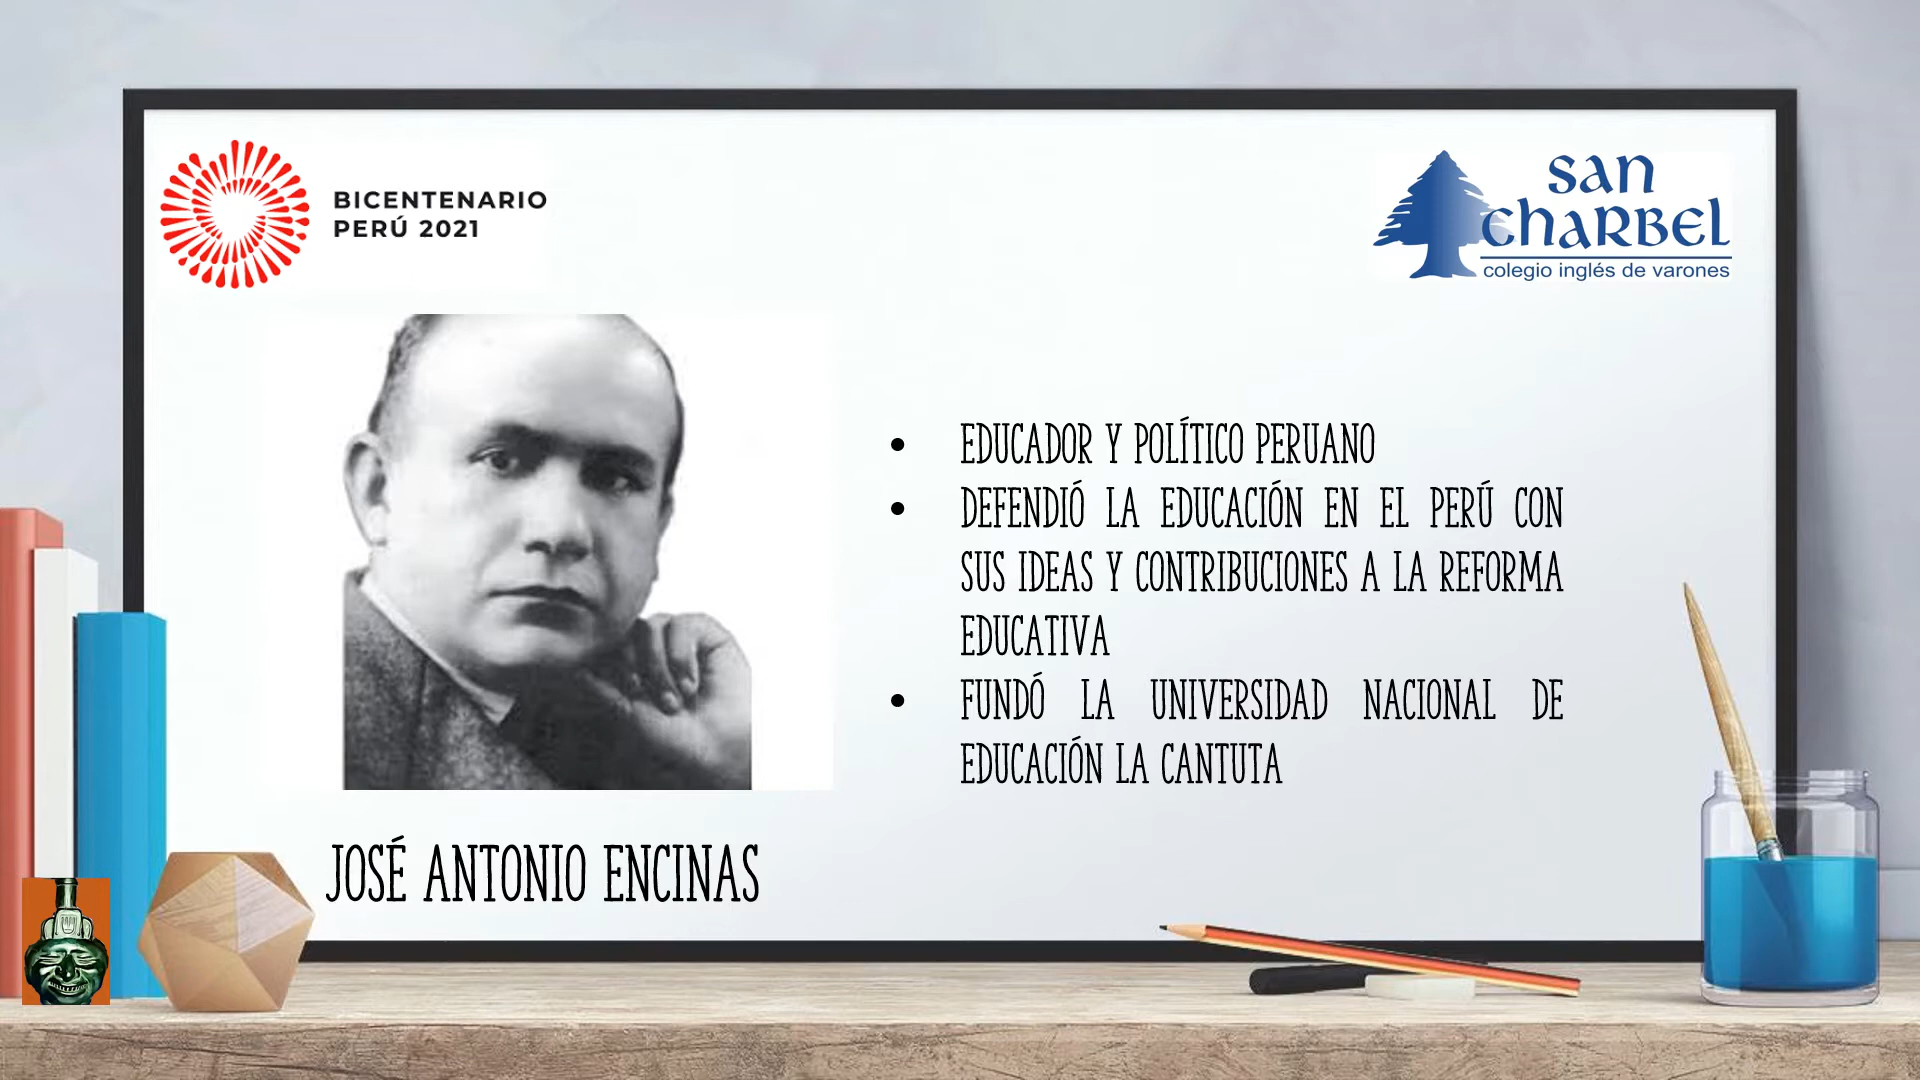 BICENTENARIO
PERÚ 2021
SAN
CHARBEL
colegio inglés de varones
EDUCADOR Y POLÍTICO PERUANO
DEFENDIÓ LA EDUCACIÓN EN EL PERÚ CON
SUS IDEAS Y CONTRIBUCIONES A LA REFORMA
EDUCATIVA
FUNDÓ LA UNIVERSIDAD NACIONAL DE
EDUCACIÓN LA CANTUTA
JOSÉ ANTONIO ENCINAS